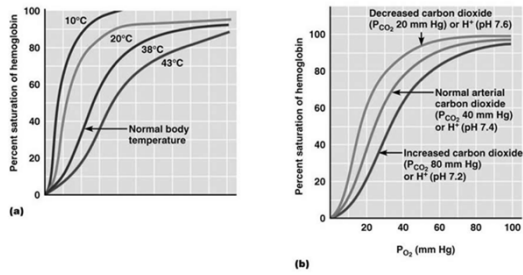 Percent saturation of hemoglobin
100
80
60
40
20
0
10°C
20°C
38°C
43°C
Normal body
temperature
(a)
Percent saturation of hemoglobin
100
80
60
40
20
0
Decreased carbon dioxide
(PCO2 20 mm Hg) or H+ (pH 7.6)
Normal arterial
carbon dioxide
(PCO2 40 mm Hg)
or H+ (pH 7.4)
Increased carbon dioxide
(PCO2 80 mm Hg)
or H+ (pH 7.2)
20 40 60 80 100
PO2 (mm Hg)
(b)